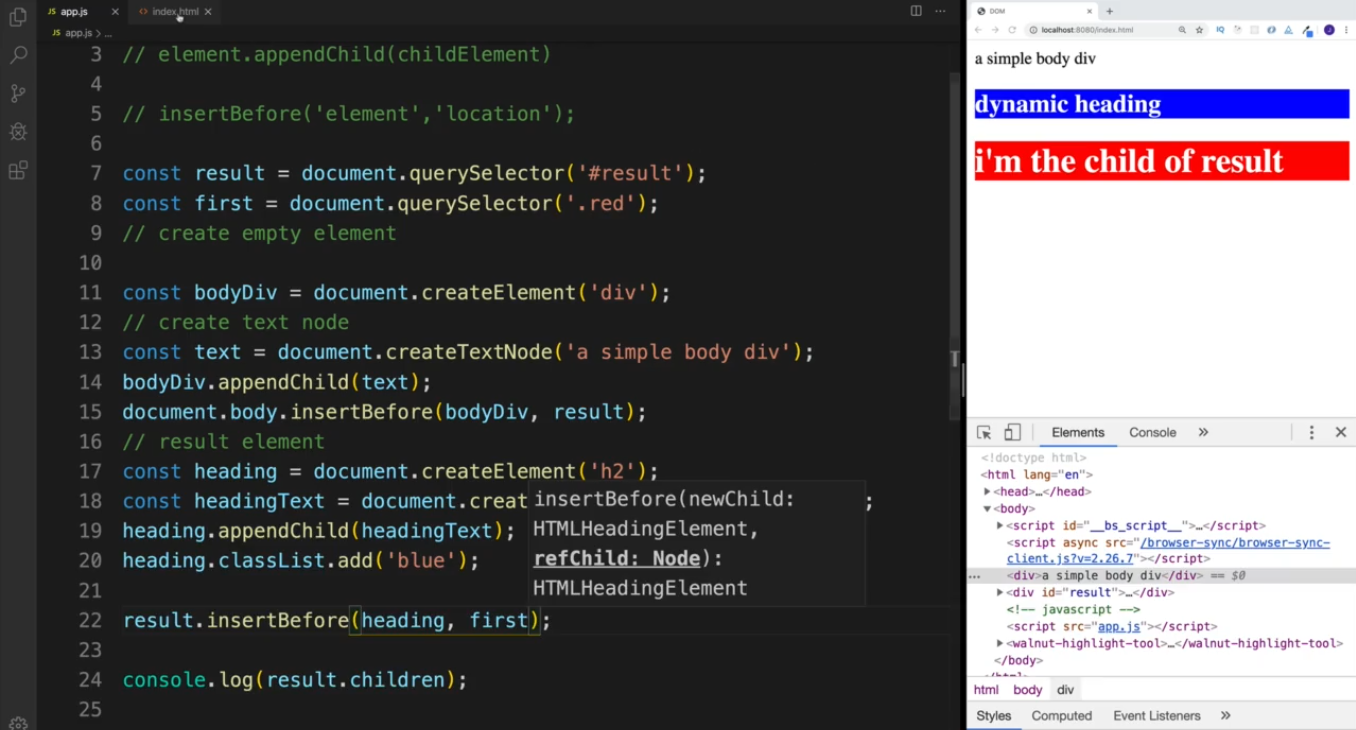 JS app.js ×
<> index.html ×
JS app.js > ...
3 // element.appendChild(childElement)
4
5 // insertBefore('element','location');
6
7 const result = document.querySelector('#result');
8 const first = document.querySelector('.red');
9 // create empty element
10
11 const bodyDiv = document.createElement('div');
12 // create text node
13 const text = document.createTextNode('a simple body div');
14 bodyDiv.appendChild(text);
15 document.body.insertBefore(bodyDiv, result);
16 // result element
17 const heading = document.createElement('h2');
18 const headingText = document.creat ;
19 heading.appendChild(headingText);
20 heading.classList.add('blue');
21
22 result.insertBefore(heading, first);
23
24 console.log(result.children);
25
insertBefore(newChild:
HTMLHeadingElement,
refChild: Node):
HTMLHeadingElement
DOM
localhost:8080/index.html
a simple body div
dynamic heading
i'm the child of result
Elements Console »
<!doctype html>
<html lang="en">
▶<head>…</head>
▼<body>
▶<script id="__bs_script__">…</script>
<script async src="/browser-sync/browser-sync-
client.js?v=2.26.7"></script>
<div>a simple body div</div> == $0
▶<div id="result">…</div>
<!-- javascript -->
<script src="app.js"></script>
▶<walnut-highlight-tool>…</walnut-highlight-tool>
</body>
html body div
Styles Computed Event Listeners »